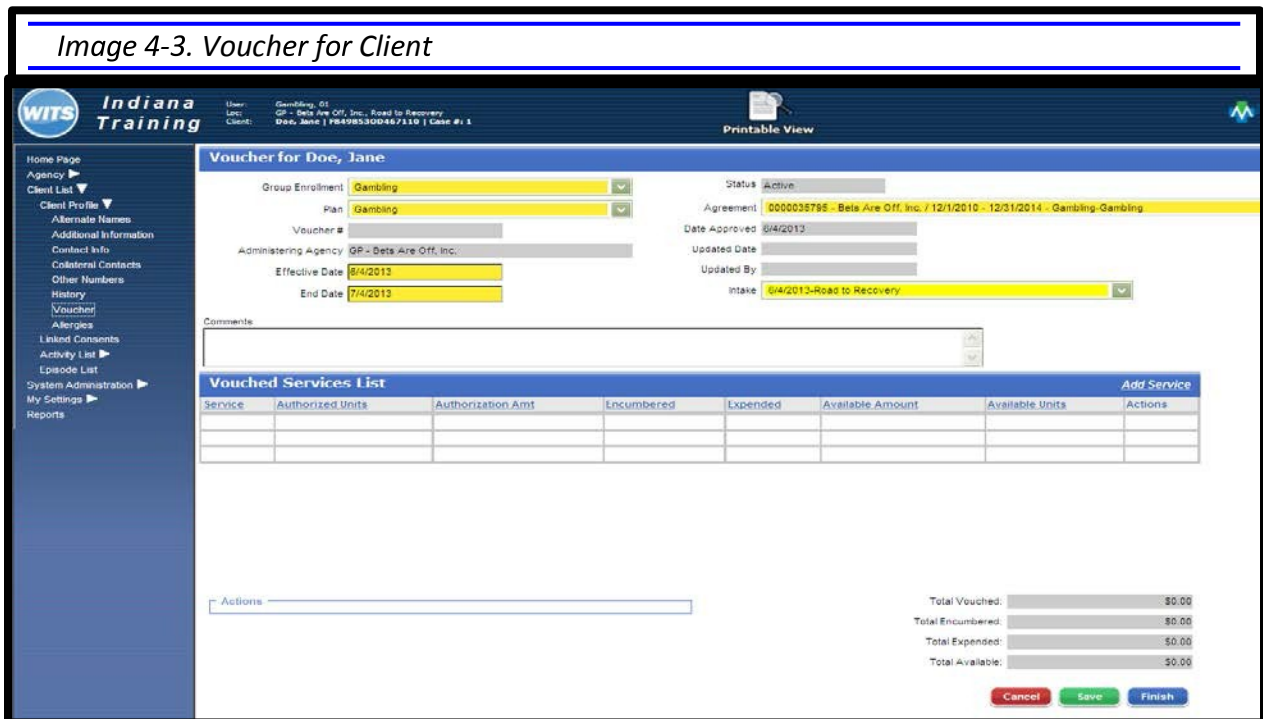 Image 4-3. Voucher for Client
WITS
Indiana
Training
User: Gambling, 01
Loc: GP - Bets Are Off, Inc., Road to Recovery
Client: Doe, Jane | FB49853OD467110 | Case #: 1
Printable View
Home Page
Agency
Client List
Client Profile
Alternate Names
Additional Information
Contact Info
Collateral Contacts
Other Numbers
History
Voucher
Allergies
Linked Consents
Activity List
Episode List
System Administration
My Settings
Reports
Voucher for Doe, Jane
Group Enrollment Gambling
Plan Gambling
Voucher #
Administering Agency GP - Bets Are Off, Inc.
Effective Date 6/4/2013
End Date 7/4/2013
Status Active
Agreement 0000035795 - Bets Are Off, Inc. / 12/1/2010 - 12/31/2014 - Gambling-Gambling
Date Approved 6/4/2013
Updated Date
Updated By
Intake 6/4/2013-Road to Recovery
Comments
Vouched Services List Add Service
Service Authorized Units Authorization Amt Encumbered Expended Available Amount Available Units Actions
Actions
Total Vouched: $0.00
Total Encumbered: $0.00
Total Expended: $0.00
Total Available: $0.00
Cancel Save Finish